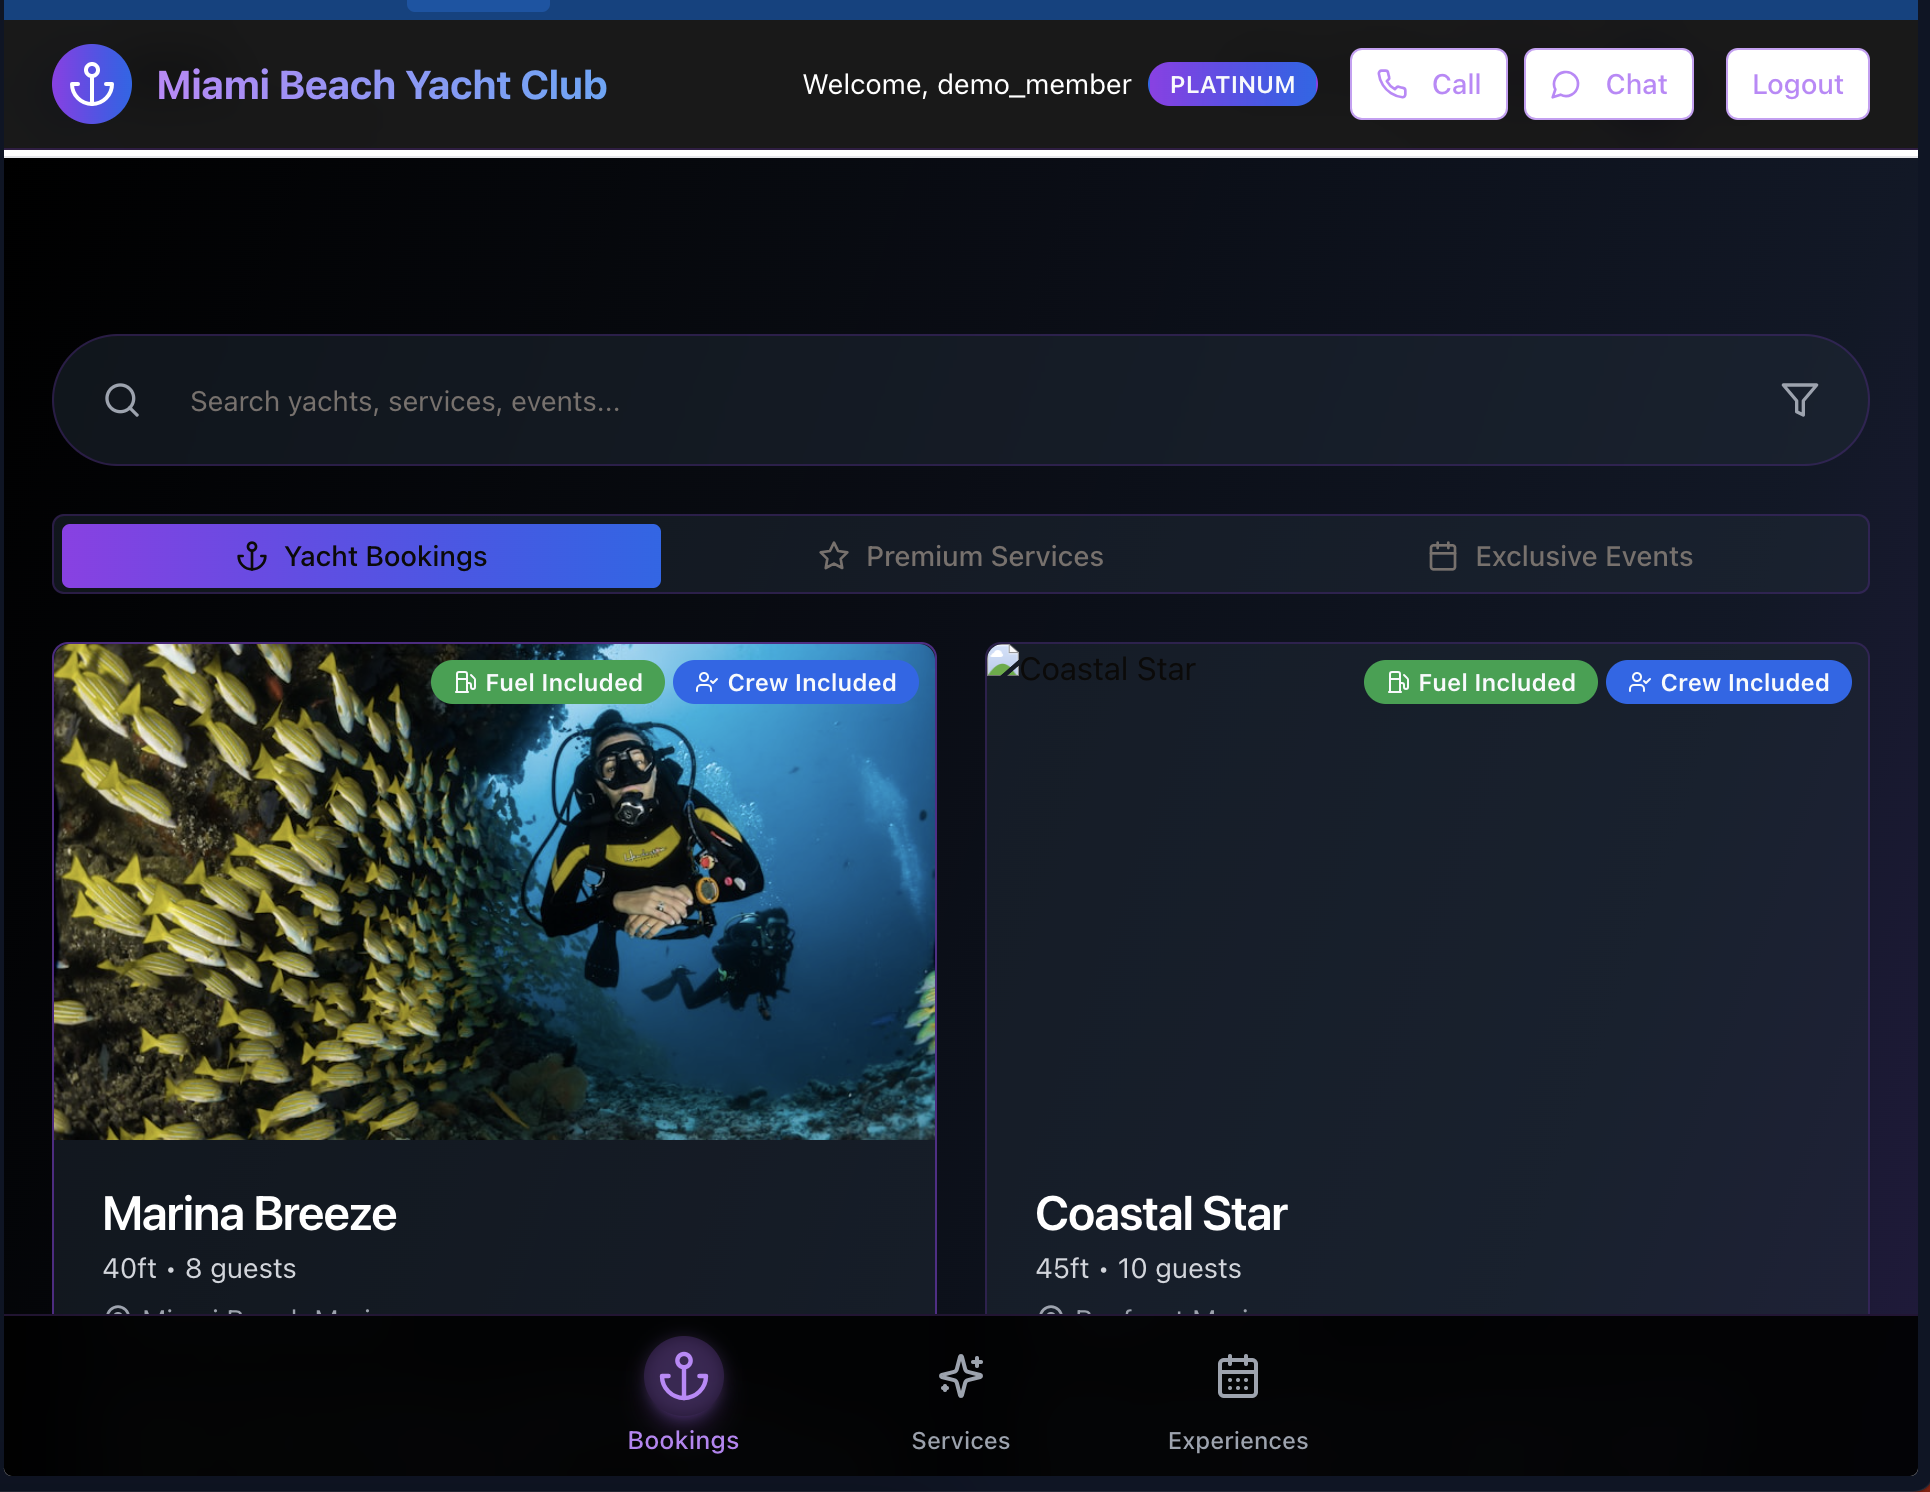 Miami Beach Yacht Club
Welcome, demo_member
PLATINUM
Call
Chat
Logout
Search yachts, services, events...
Yacht Bookings
Premium Services
Exclusive Events
Fuel Included
Crew Included
Coastal Star
Fuel Included
Crew Included
Marina Breeze
40ft • 8 guests
Coastal Star
45ft • 10 guests
Bookings
Services
Experiences